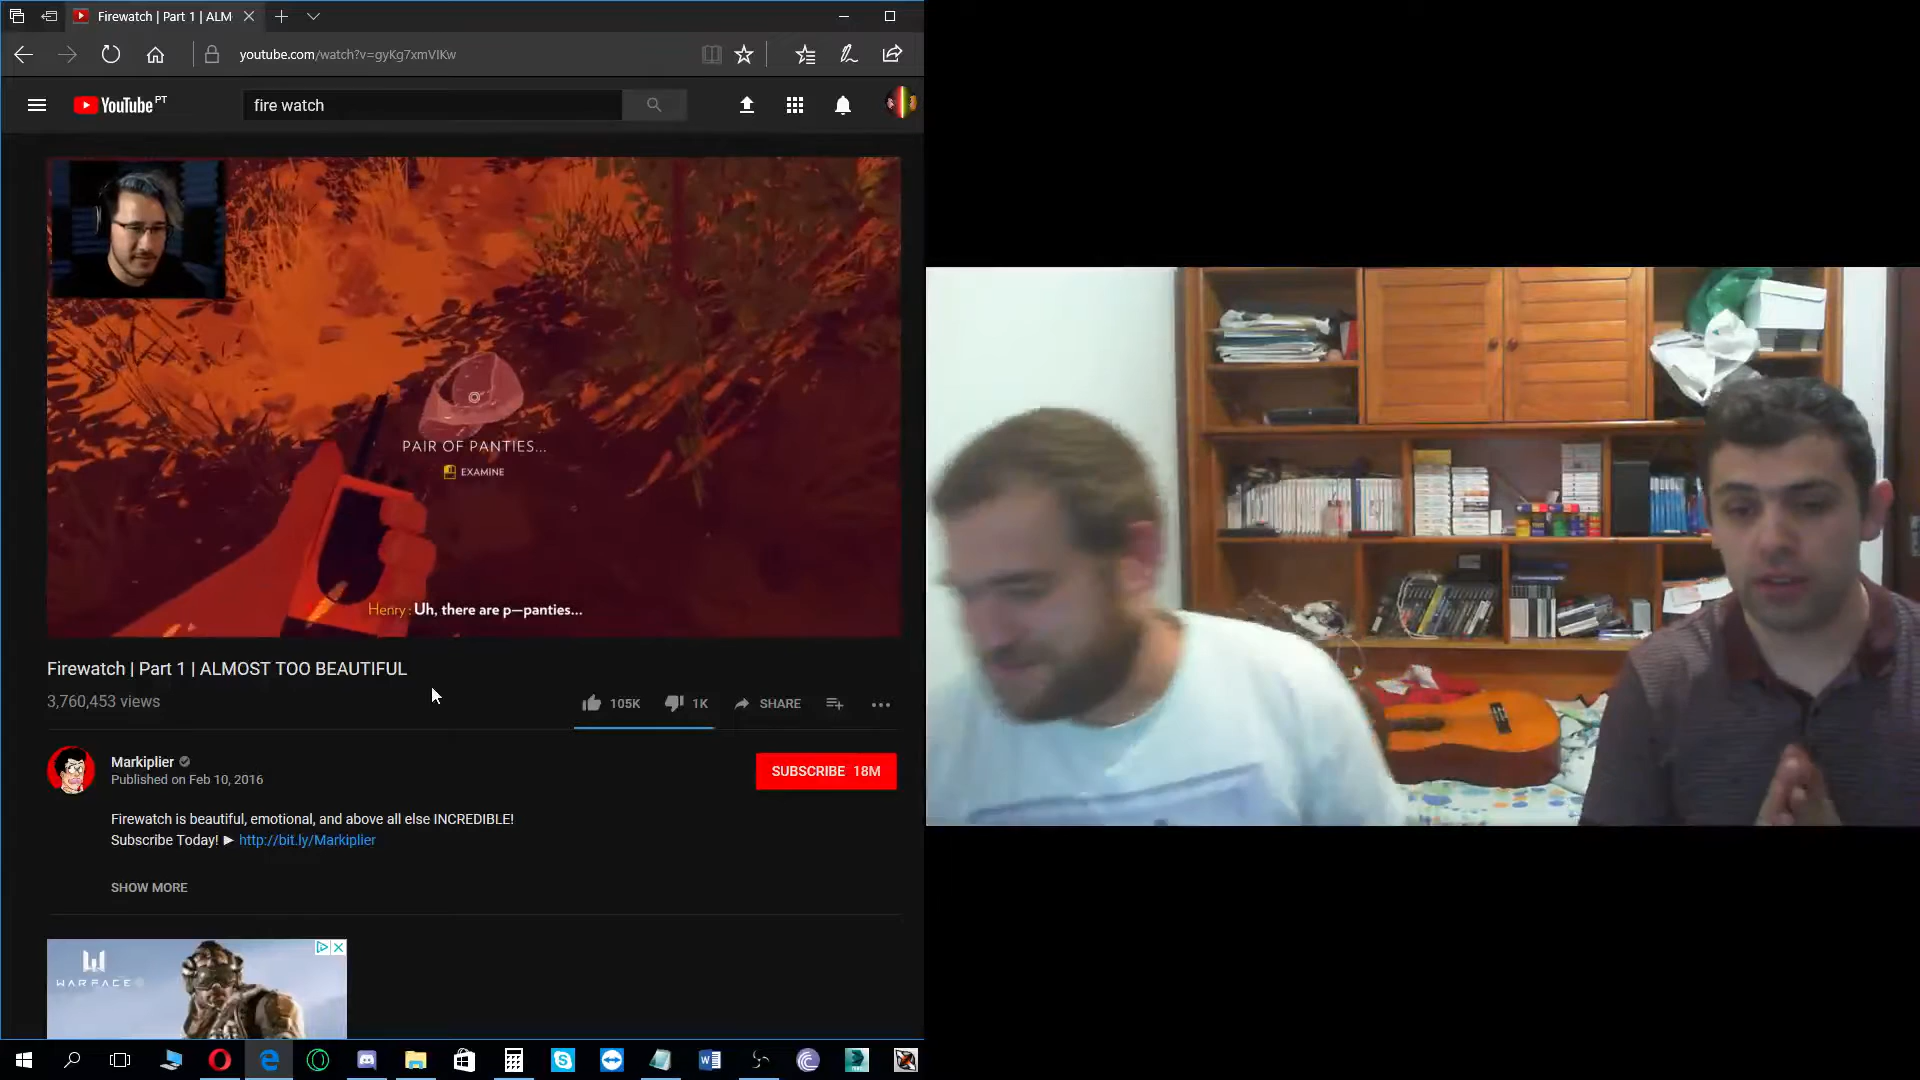 Firewatch | Part 1 | ALM
youtube.com/watch?v=gyKg7xmVIKw
YouTube PT
fire watch
PAIR OF PANTIES...
EXAMINE
Henry : Uh, there are p—panties...
Firewatch | Part 1 | ALMOST TOO BEAUTIFUL
3,760,453 views
105K
1K
SHARE
Markiplier
Published on Feb 10, 2016
SUBSCRIBE 18M
Firewatch is beautiful, emotional, and above all else INCREDIBLE!
Subscribe Today! ► http://bit.ly/Markiplier
SHOW MORE
WARFACE